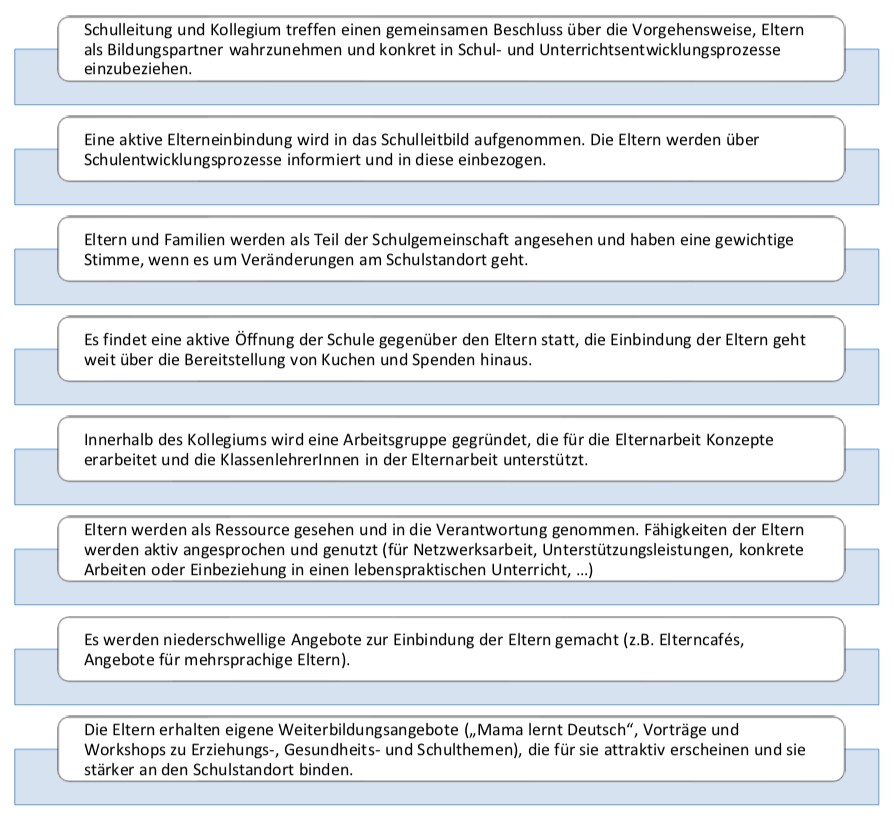 Schulleitung und Kollegium treffen einen gemeinsamen Beschluss über die Vorgehensweise, Eltern
als Bildungspartner wahrzunehmen und konkret in Schul- und Unterrichtsentwicklungsprozesse
einzubeziehen.
Eine aktive Elterneinbindung wird in das Schulleitbild aufgenommen. Die Eltern werden über
Schulentwicklungsprozesse informiert und in diese einbezogen.
Eltern und Familien werden als Teil der Schulgemeinschaft angesehen und haben eine gewichtige
Stimme, wenn es um Veränderungen am Schulstandort geht.
Es findet eine aktive Öffnung der Schule gegenüber den Eltern statt, die Einbindung der Eltern geht
weit über die Bereitstellung von Kuchen und Spenden hinaus.
Innerhalb des Kollegiums wird eine Arbeitsgruppe gegründet, die für die Elternarbeit Konzepte
erarbeitet und die KlassenlehrerInnen in der Elternarbeit unterstützt.
Eltern werden als Ressource gesehen und in die Verantwortung genommen. Fähigkeiten der Eltern
werden aktiv angesprochen und genutzt (für Netzwerksarbeit, Unterstützungsleistungen, konkrete
Arbeiten oder Einbeziehung in einen lebenspraktischen Unterricht, …)
Es werden niederschwellige Angebote zur Einbindung der Eltern gemacht (z.B. Elterncafés,
Angebote für mehrsprachige Eltern).
Die Eltern erhalten eigene Weiterbildungsangebote („Mama lernt Deutsch“, Vorträge und
Workshops zu Erziehungs-, Gesundheits- und Schulthemen), die für sie attraktiv erscheinen und sie
stärker an den Schulstandort binden.